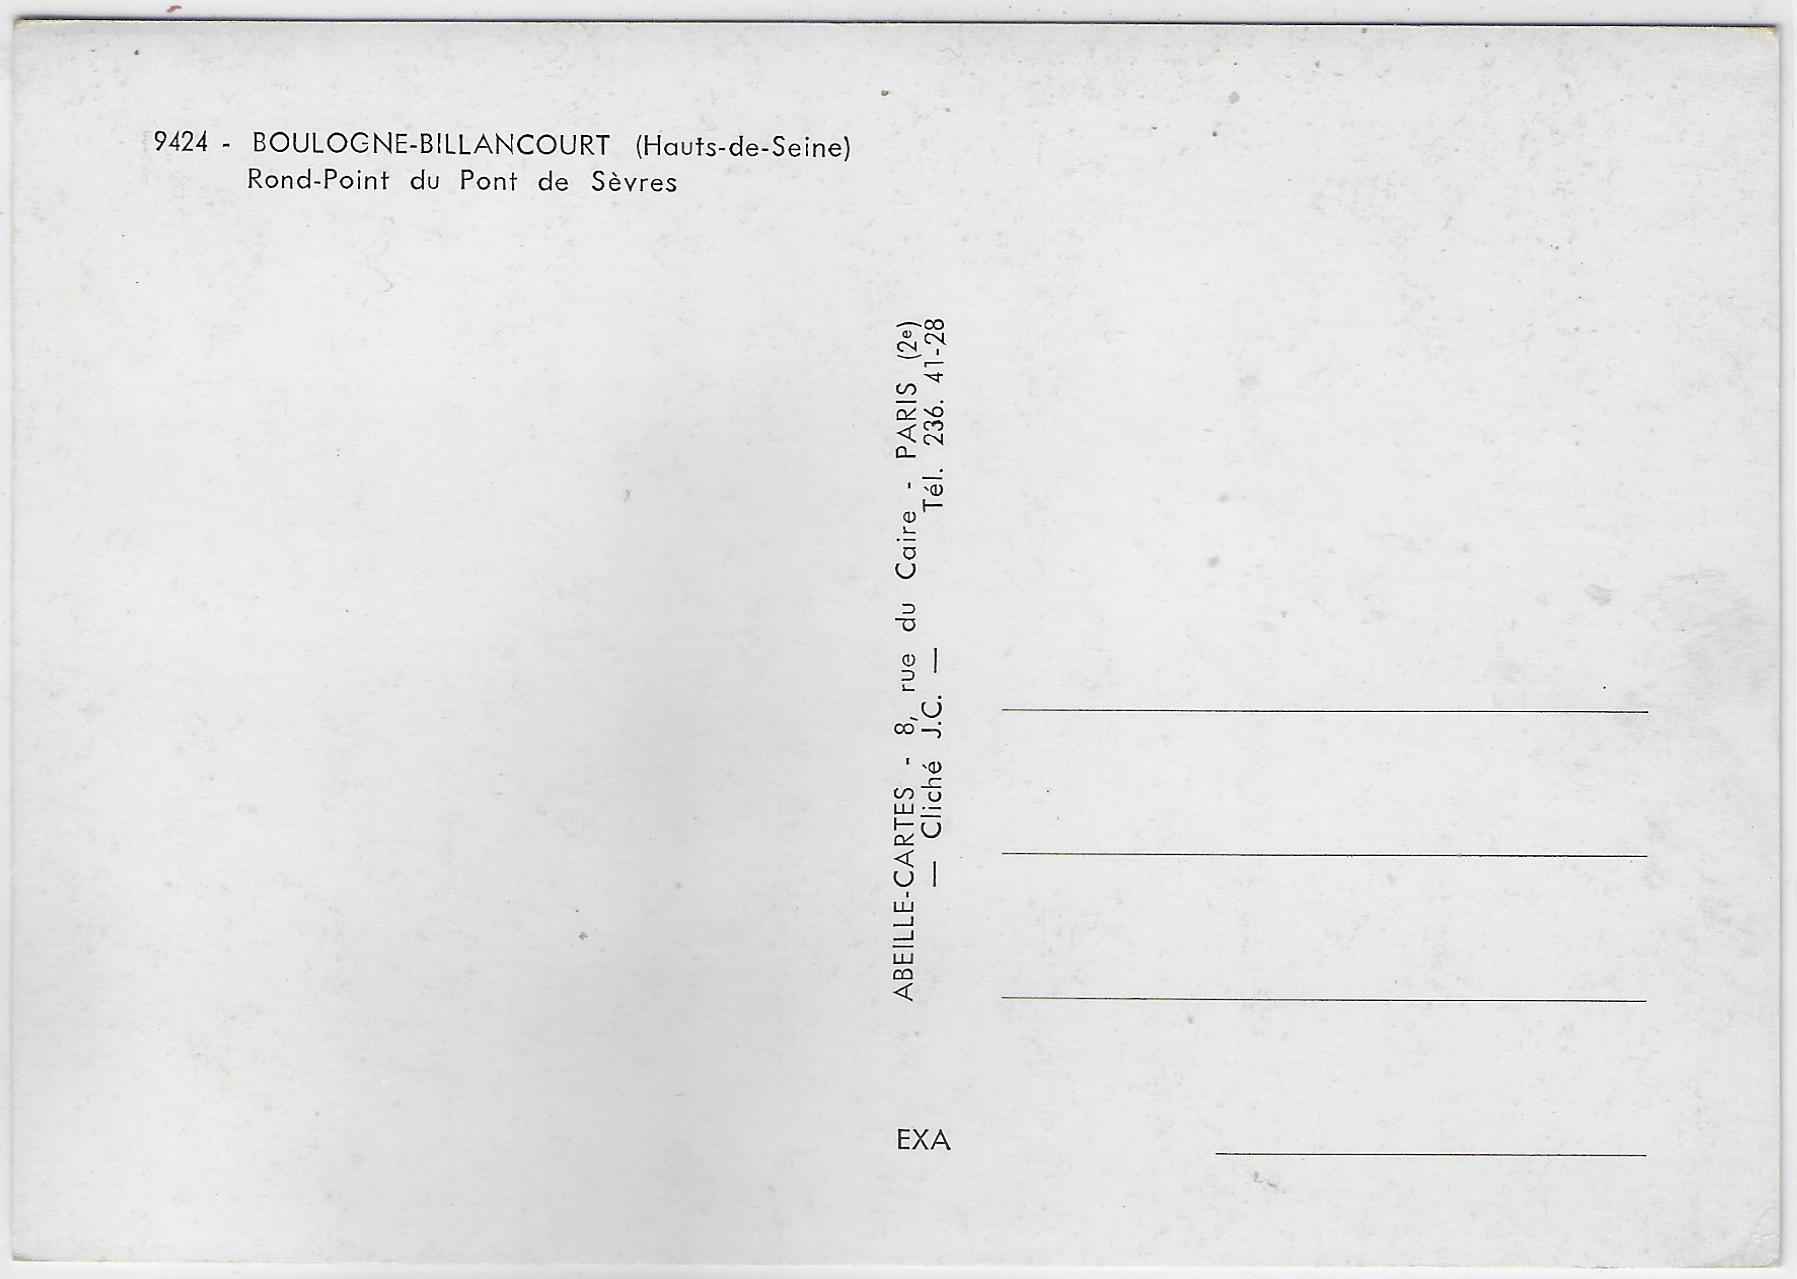 9424 - BOULOGNE-BILLANCOURT (Hauts-de-Seine)
Rond-Point du Pont de Sèvres
ABEILLE-CARTES - 8, rue du Caire - PARIS (2e)
— Cliché J.C. — Tél. 236. 41-28
EXA